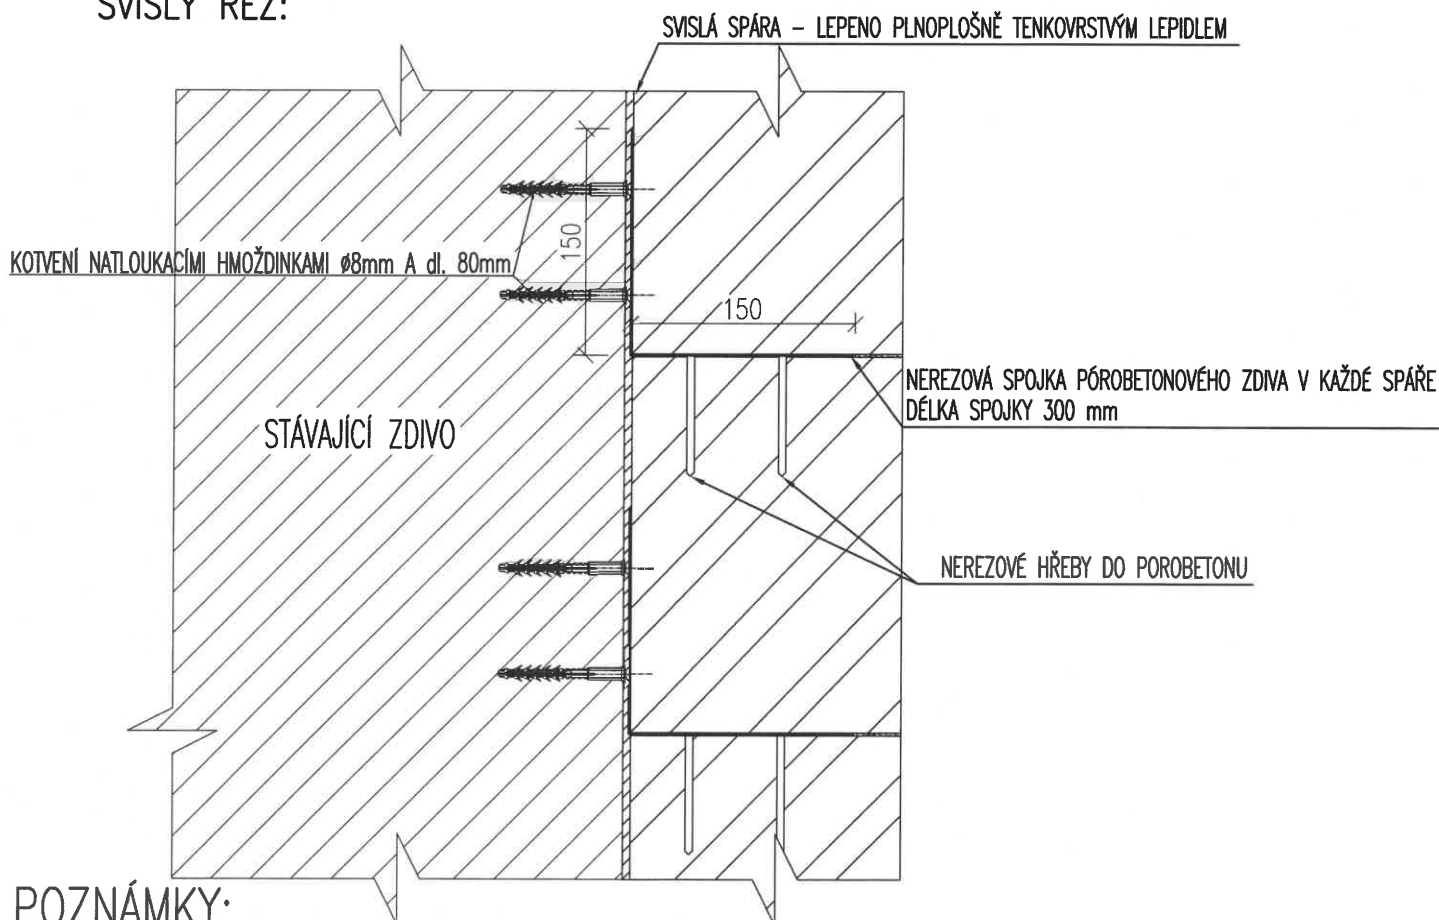 SVISLÝ ŘEZ:
SVISLÁ SPÁRA – LEPENO PLNOPLOŠNĚ TENKOVRSTVÝM LEPIDLEM
150
KOTVENÍ NATLOUKACÍMI HMOŽDINKAMI ø8mm A dl. 80mm
150
NEREZOVÁ SPOJKA PÓROBETONOVÉHO ZDIVA V KAŽDÉ SPÁŘE
DÉLKA SPOJKY 300 mm
STÁVAJÍCÍ ZDIVO
NEREZOVÉ HŘEBY DO POROBETONU
POZNÁMKY: